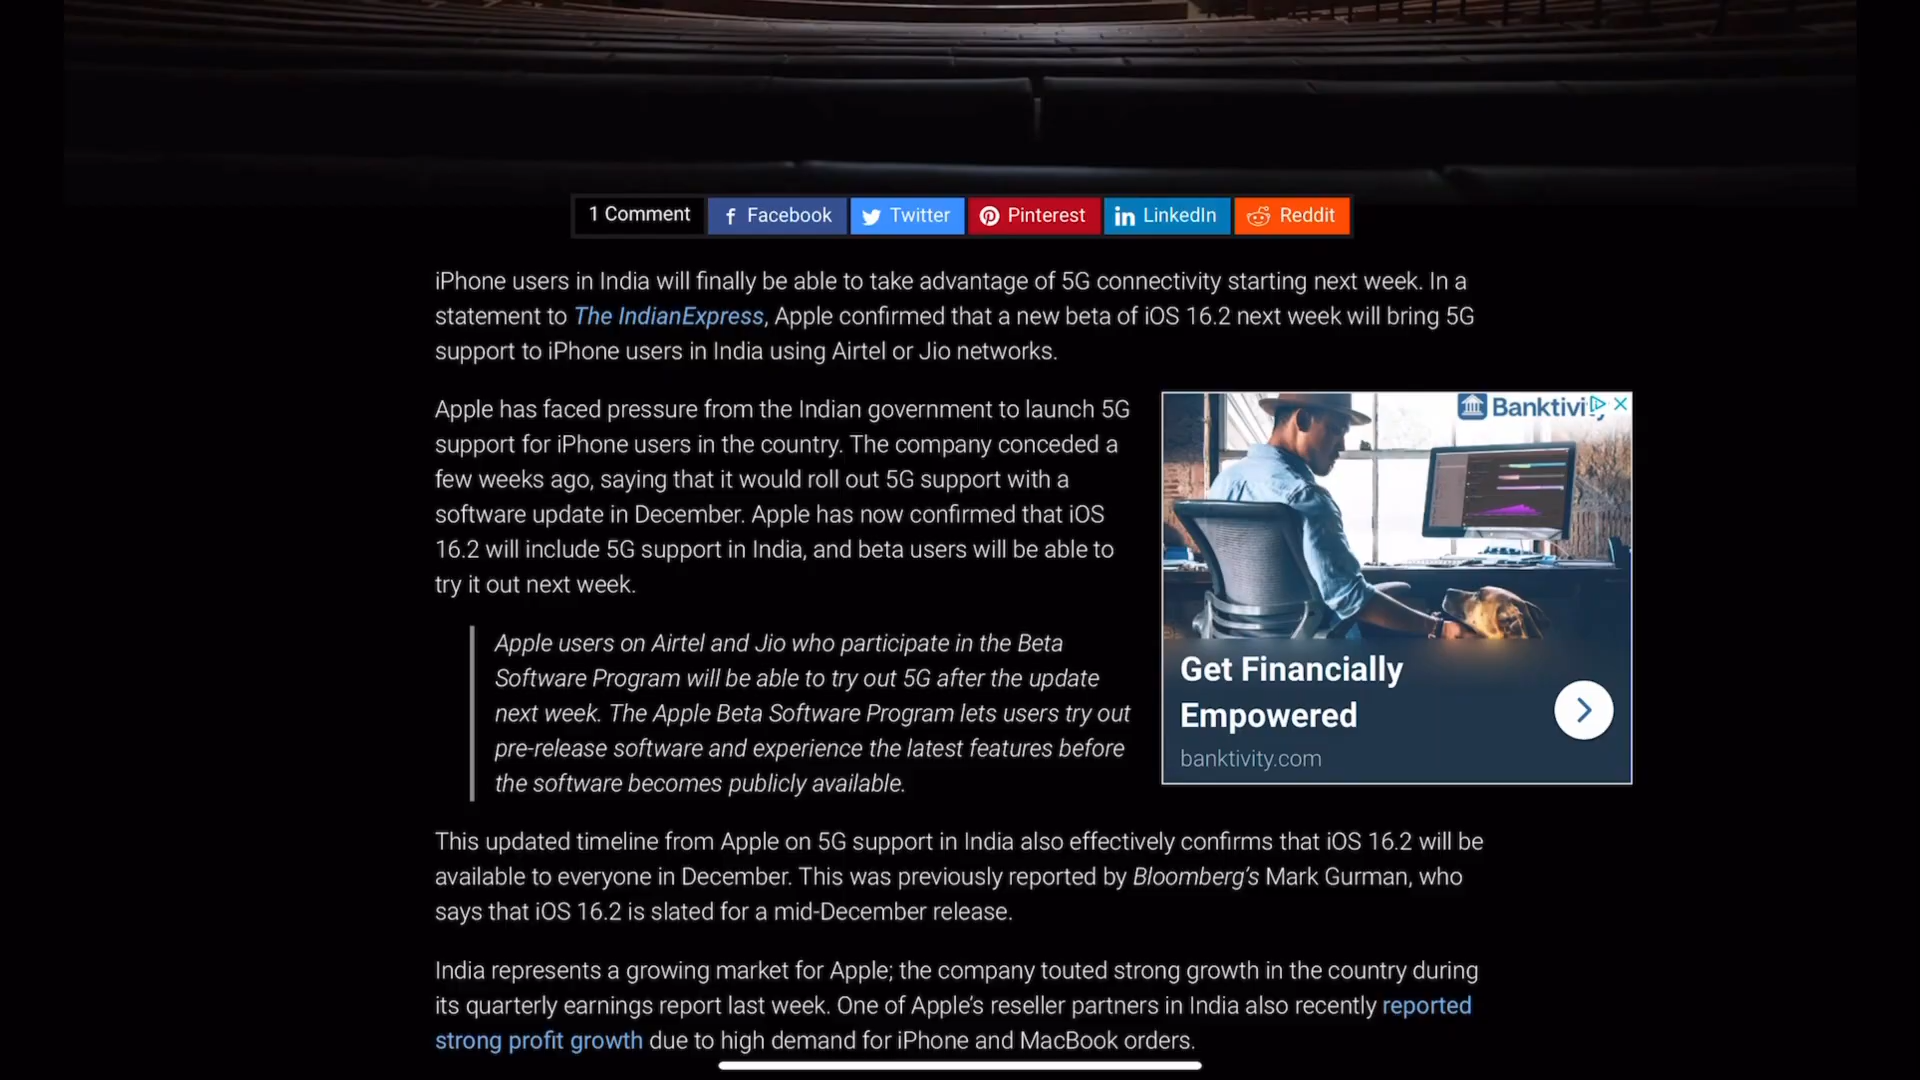 1 Comment
Facebook
Twitter
Pinterest
LinkedIn
Reddit
iPhone users in India will finally be able to take advantage of 5G connectivity starting next week. In a
statement to The IndianExpress, Apple confirmed that a new beta of iOS 16.2 next week will bring 5G
support to iPhone users in India using Airtel or Jio networks.
Apple has faced pressure from the Indian government to launch 5G
support for iPhone users in the country. The company conceded a
few weeks ago, saying that it would roll out 5G support with a
software update in December. Apple has now confirmed that iOS
16.2 will include 5G support in India, and beta users will be able to
try it out next week.
Apple users on Airtel and Jio who participate in the Beta
Software Program will be able to try out 5G after the update
next week. The Apple Beta Software Program lets users try out
pre-release software and experience the latest features before
the software becomes publicly available.
Banktivity
Get Financially
Empowered
banktivity.com
This updated timeline from Apple on 5G support in India also effectively confirms that iOS 16.2 will be
available to everyone in December. This was previously reported by Bloomberg's Mark Gurman, who
says that iOS 16.2 is slated for a mid-December release.
India represents a growing market for Apple; the company touted strong growth in the country during
its quarterly earnings report last week. One of Apple's reseller partners in India also recently reported
strong profit growth due to high demand for iPhone and MacBook orders.